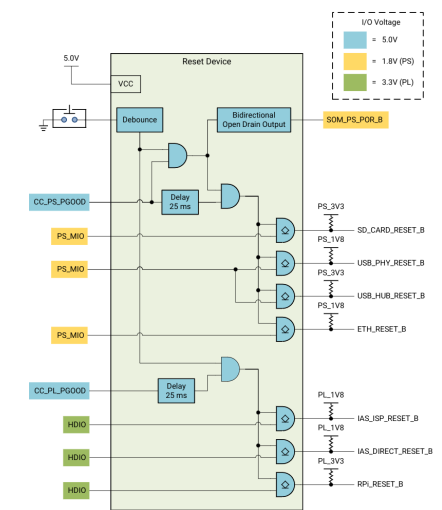 I/O Voltage
= 5.0V
= 1.8V (PS)
= 3.3V (PL)
5.0V
Reset Device
VCC
Debounce
Bidirectional
Open Drain Output
SOM_PS_POR_B
CC_PS_PGOOD
Delay
25 ms
PS_3V3
PS_MIO
SD_CARD_RESET_B
PS_1V8
PS_MIO
USB_PHY_RESET_B
PS_3V3
USB_HUB_RESET_B
PS_1V8
PS_MIO
ETH_RESET_B
CC_PL_PGOOD
Delay
25 ms
PL_1V8
HDIO
IAS_ISP_RESET_B
PL_1V8
HDIO
IAS_DIRECT_RESET_B
PL_3V3
HDIO
RPi_RESET_B